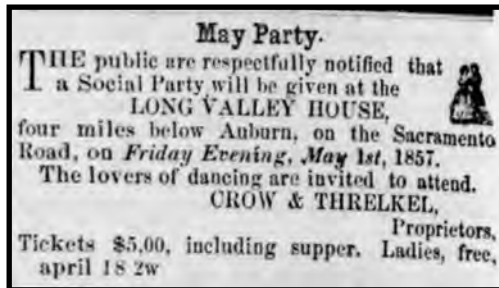 May Party.
THE public are respectfully notified that
a Social Party will be given at the
LONG VALLEY HOUSE,
four miles below Auburn, on the Sacramento
Road, on Friday Evening, May 1st, 1857.
The lovers of dancing are invited to attend.
CROW & THRELKEL,
Proprietors,
Tickets $5,00, including supper. Ladies, free,
april 18 2w